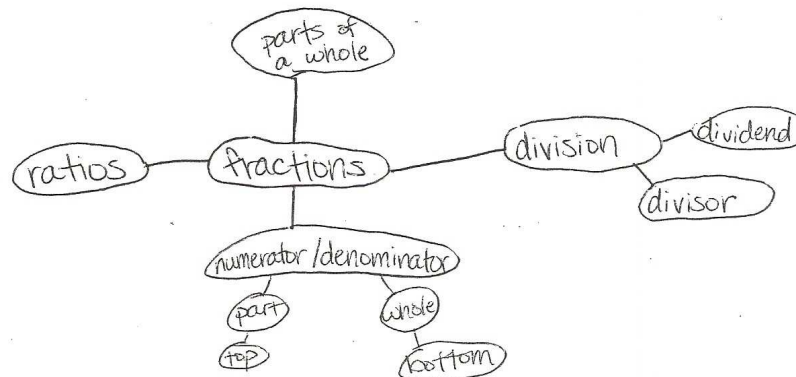 parts of
a whole
ratios
fractions
division
dividend
divisor
numerator/denominator
part
whole
top
bottom